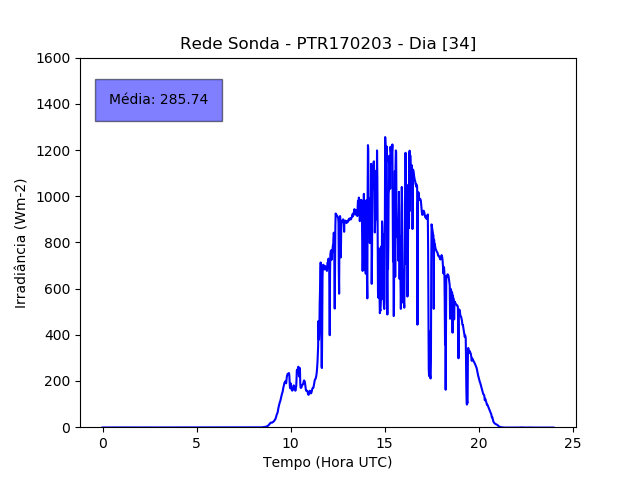 Rede Sonda - PTR170203 - Dia [34]
Média: 285.74
Irradiância (Wm-2)
1600
1400
1200
1000
800
600
400
200
0
0 5 10 15 20 25
Tempo (Hora UTC)